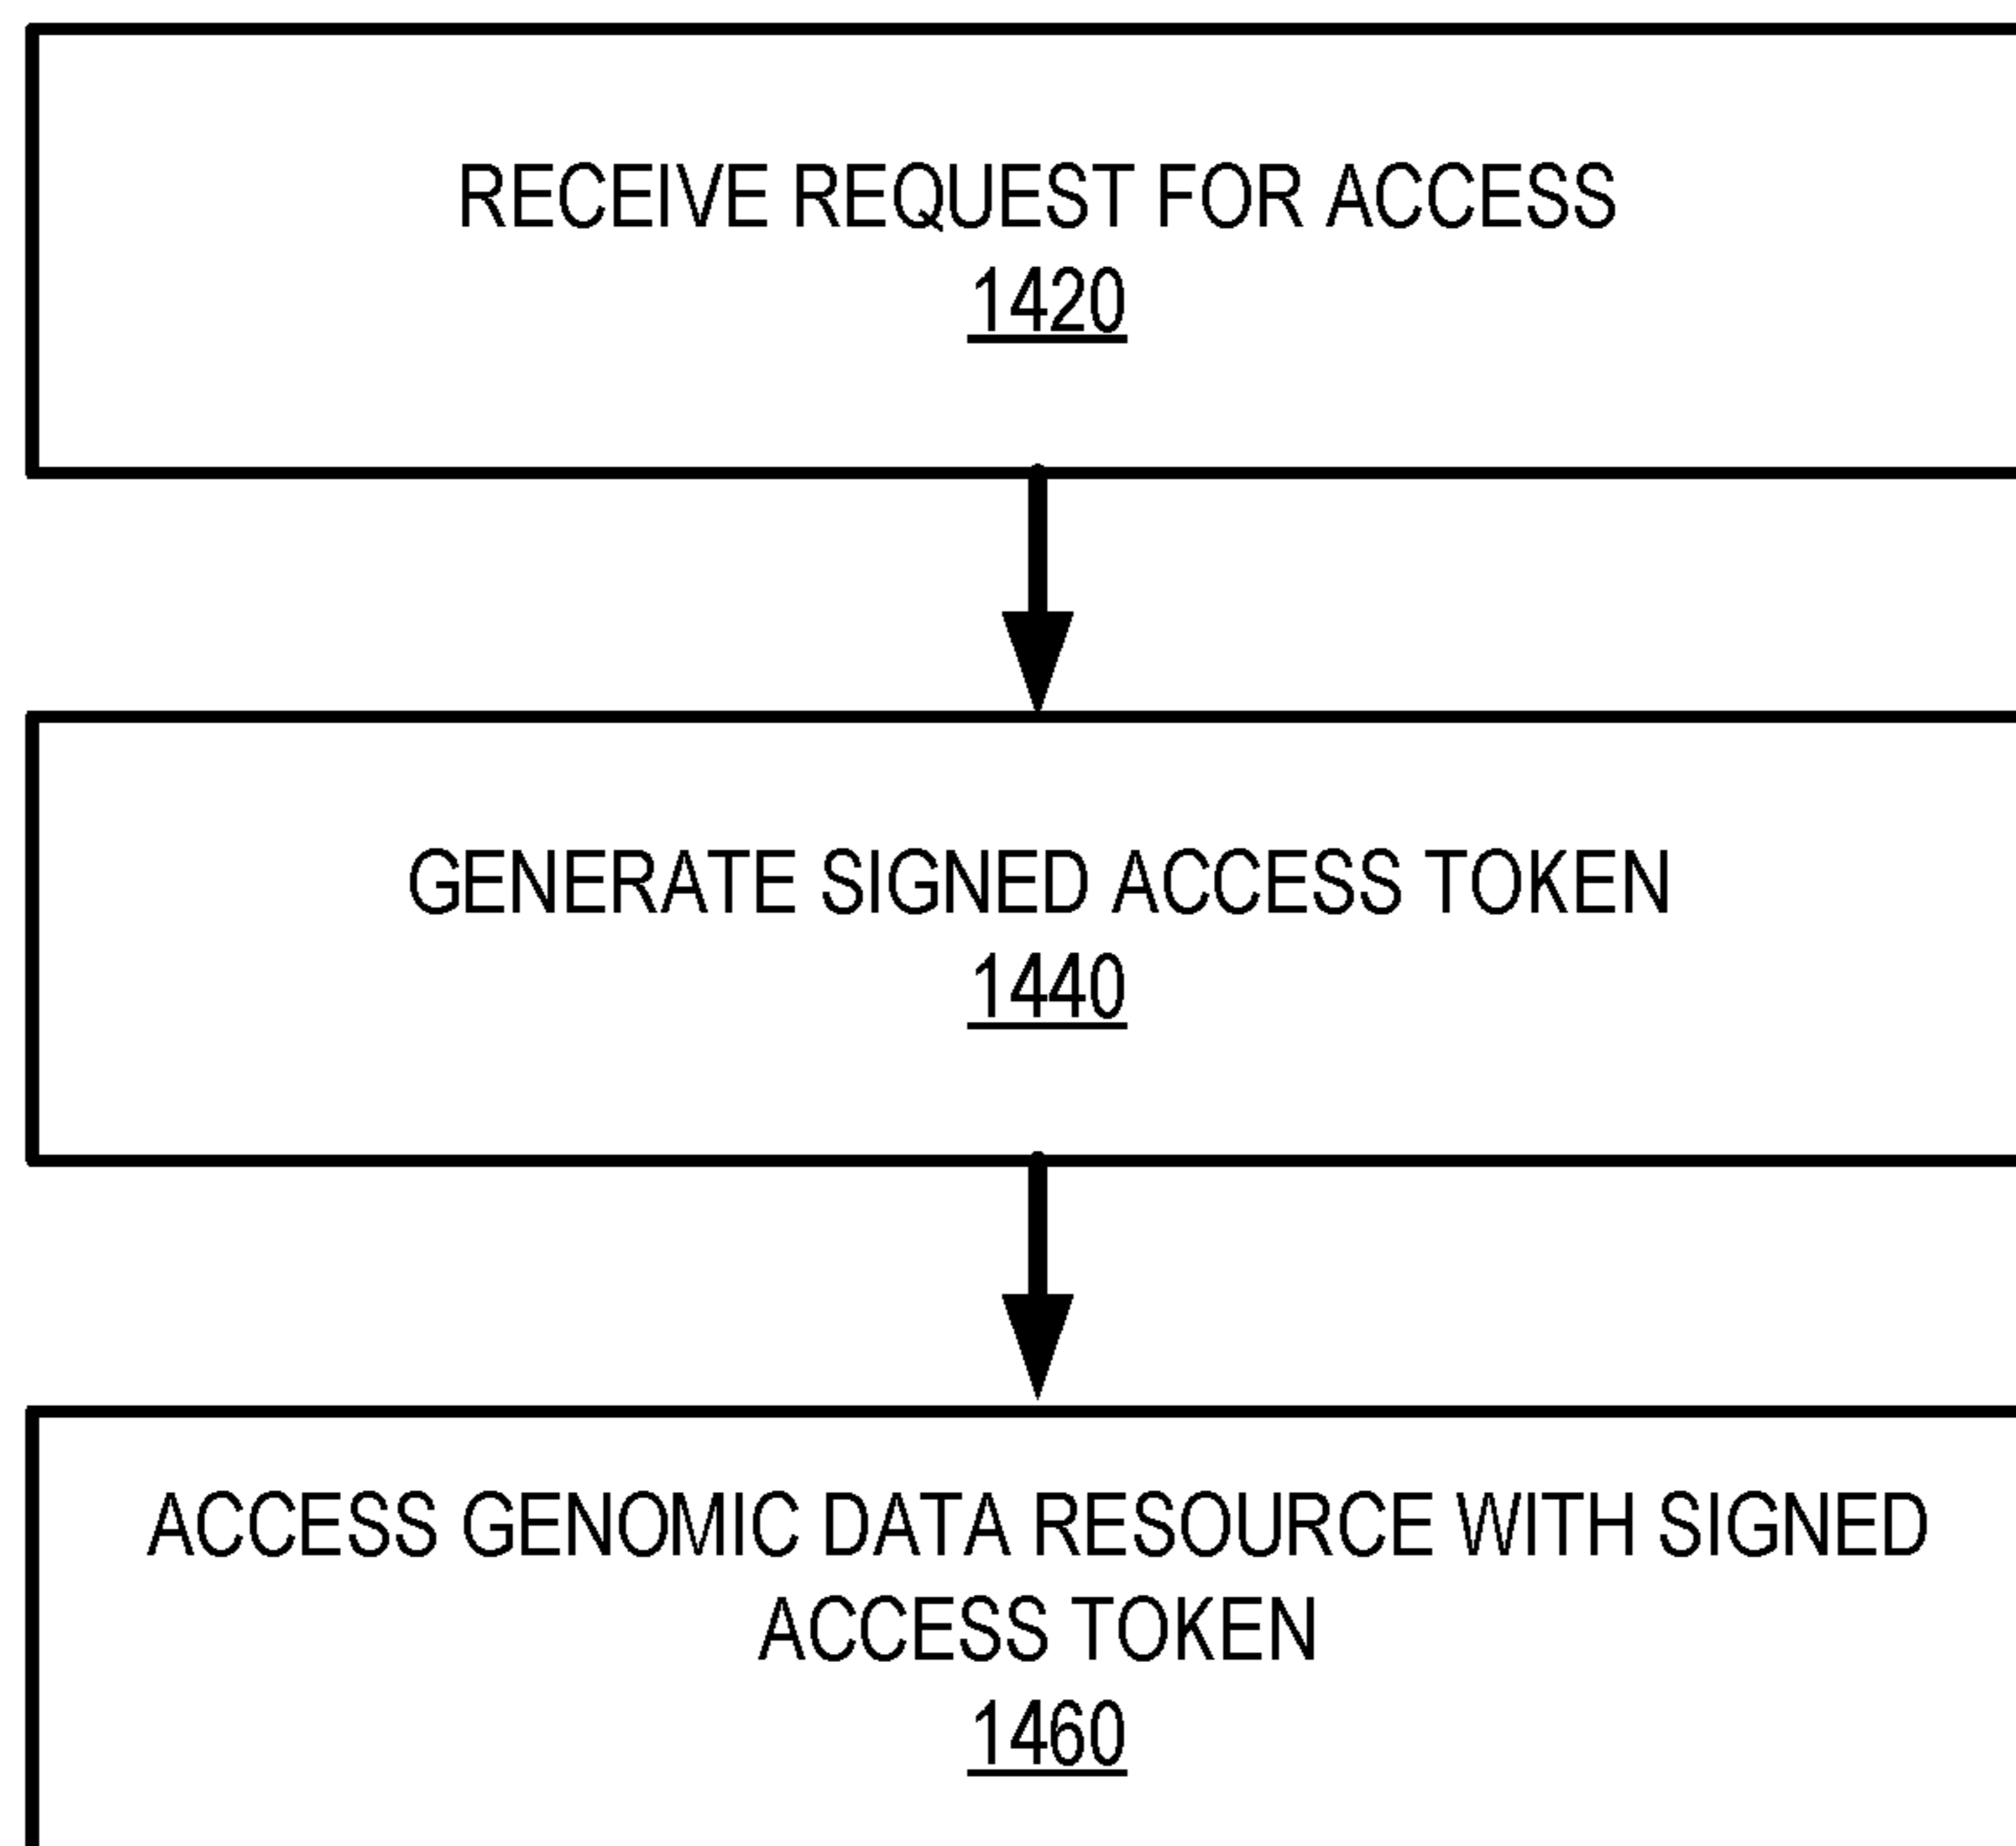 RECEIVE REQUEST FOR ACCESS
1420
GENERATE SIGNED ACCESS TOKEN
1440
ACCESS GENOMIC DATA RESOURCE WITH SIGNED
ACCESS TOKEN
1460